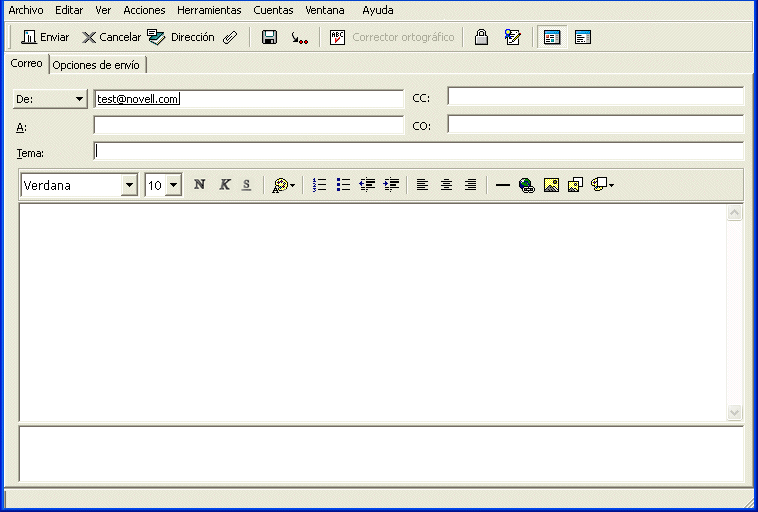 Archivo Editar Ver Acciones Herramientas Cuentas Ventana Ayuda
Enviar Cancelar Dirección ABC Corrector ortográfico
Correo Opciones de envío
De: test@novell.com CC:
A: CO:
Tema:
Verdana 10 N K S